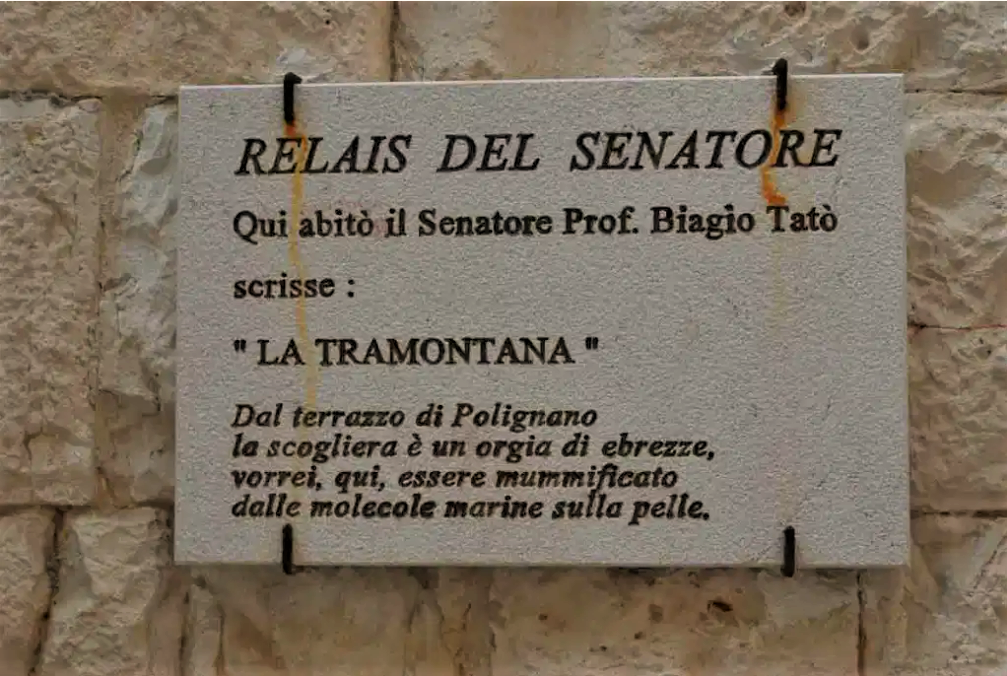 RELAIS DEL SENATORE
Qui abitò il Senatore Prof. Biagio Tatò
scrisse :
" LA TRAMONTANA "
Dal terrazzo di Polignano
la scogliera è un orgia di ebrezze,
vorrei, qui, essere mummificato
dalle molecole marine sulla pelle.